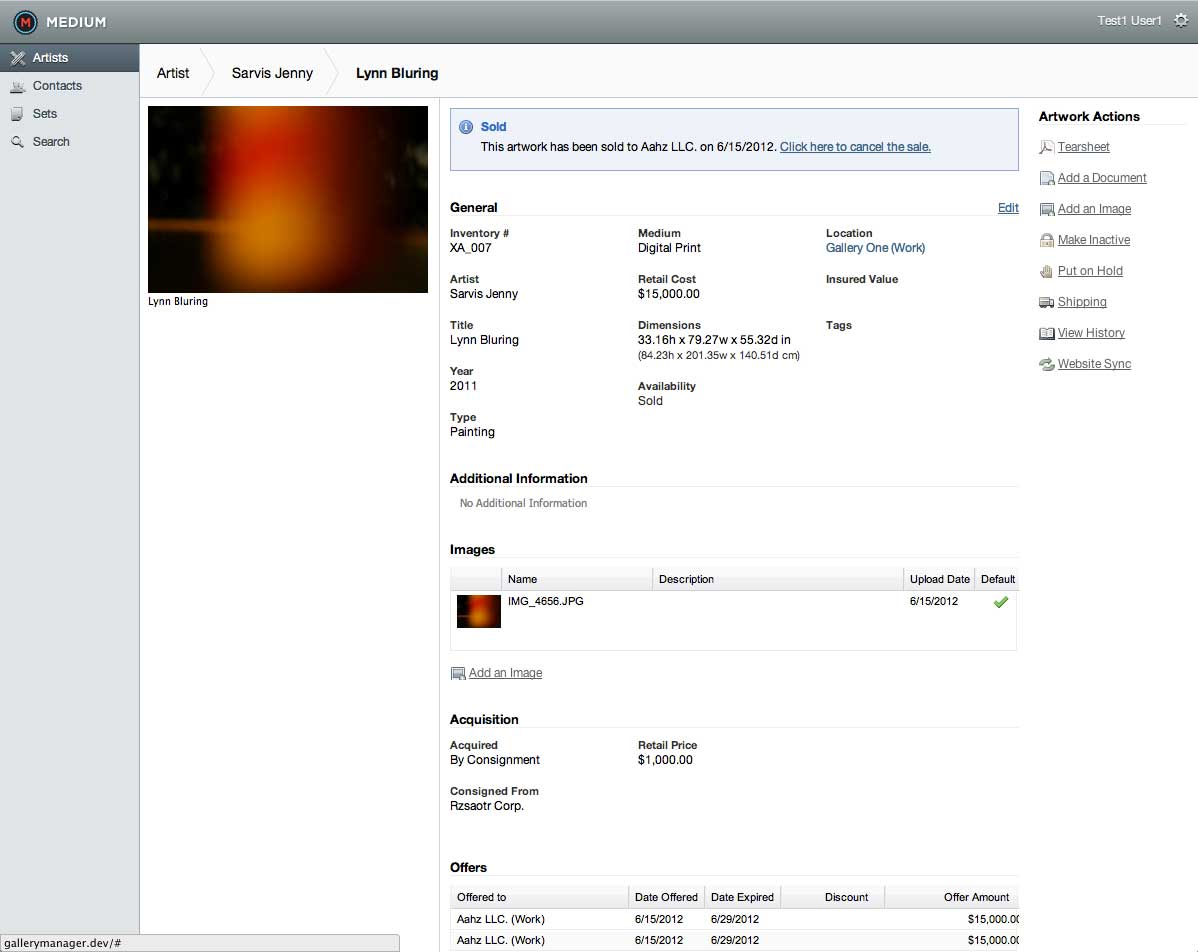 M MEDIUM
Test1 User1
Artists
Contacts
Sets
Search
Artist
Sarvis Jenny
Lynn Bluring
Lynn Bluring
Sold
This artwork has been sold to Aahz LLC. on 6/15/2012. Click here to cancel the sale.
General
Edit
Inventory #
XA_007
Artist
Sarvis Jenny
Title
Lynn Bluring
Year
2011
Type
Painting
Medium
Digital Print
Retail Cost
$15,000.00
Dimensions
33.16h x 79.27w x 55.32d in
(84.23h x 201.35w x 140.51d cm)
Availability
Sold
Location
Gallery One (Work)
Insured Value
Tags
Additional Information
No Additional Information
Images
Name Description Upload Date Default
IMG_4656.JPG 6/15/2012
Add an Image
Acquisition
Acquired
By Consignment
Retail Price
$1,000.00
Consigned From
Rzsaotr Corp.
Offers
Offered to Date Offered Date Expired Discount Offer Amount
Aahz LLC. (Work) 6/15/2012 6/29/2012 $15,000.00
Aahz LLC. (Work) 6/15/2012 6/29/2012 $15,000.00
Artwork Actions
Tearsheet
Add a Document
Add an Image
Make Inactive
Put on Hold
Shipping
View History
Website Sync
gallerymanager.dev/#